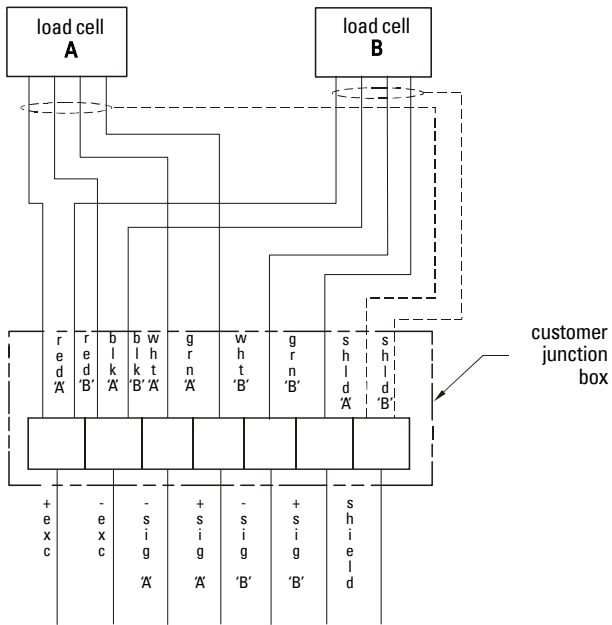 load cell
A
load cell
B
red 'A'
red 'B'
blk 'A'
blk 'B'
wht 'A'
grn 'A'
wht 'B'
grn 'B'
shld 'A'
shld 'B'
customer
junction
box
+exc
-exc
-sig 'A'
+sig 'A'
-sig 'B'
+sig 'B'
shield